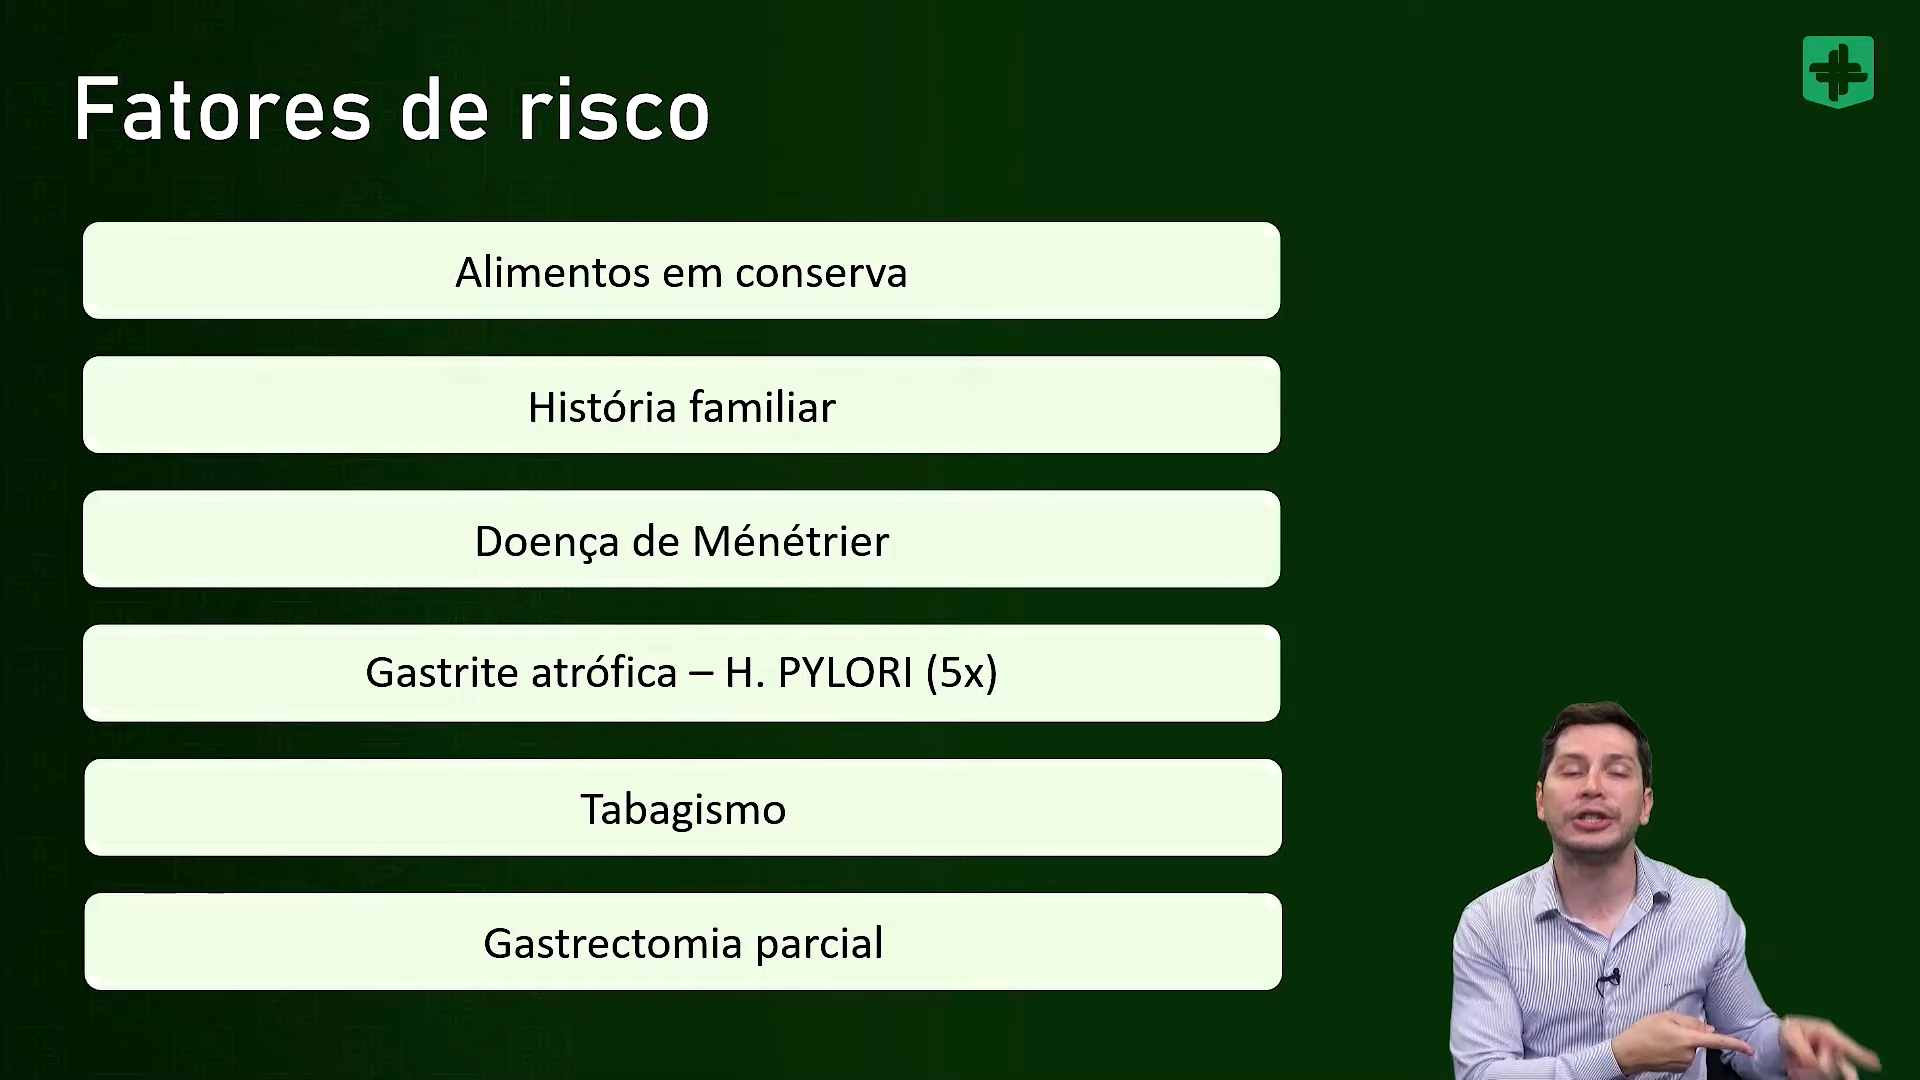 Fatores de risco
Alimentos em conserva
História familiar
Doença de Ménétrier
Gastrite atrófica – H. PYLORI (5x)
Tabagismo
Gastrectomia parcial